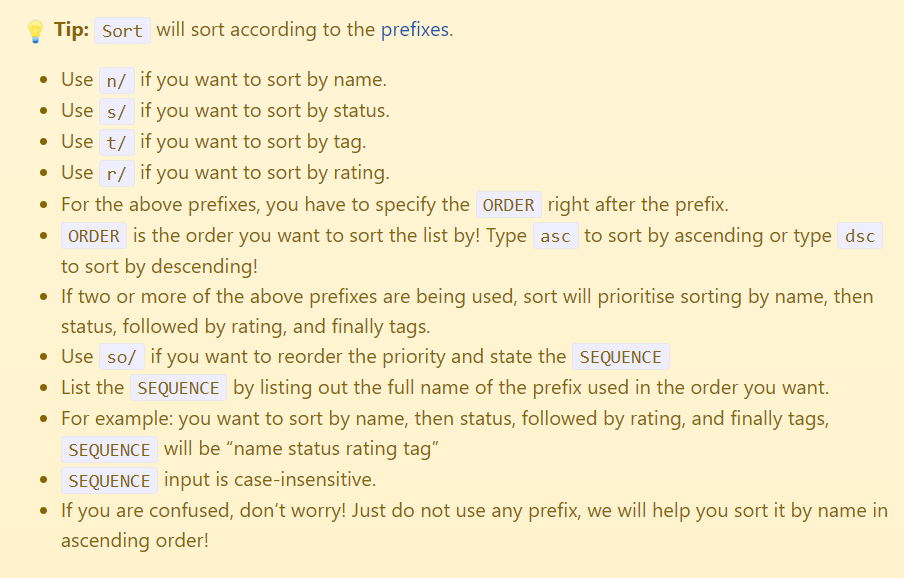 💡 Tip: Sort will sort according to the prefixes.
• Use n/ if you want to sort by name.
• Use s/ if you want to sort by status.
• Use t/ if you want to sort by tag.
• Use r/ if you want to sort by rating.
• For the above prefixes, you have to specify the ORDER right after the prefix.
• ORDER is the order you want to sort the list by! Type asc to sort by ascending or type dsc
to sort by descending!
• If two or more of the above prefixes are being used, sort will prioritise sorting by name, then
status, followed by rating, and finally tags.
• Use so/ if you want to reorder the priority and state the SEQUENCE
• List the SEQUENCE by listing out the full name of the prefix used in the order you want.
• For example: you want to sort by name, then status, followed by rating, and finally tags,
SEQUENCE will be “name status rating tag”
• SEQUENCE input is case-insensitive.
• If you are confused, don’t worry! Just do not use any prefix, we will help you sort it by name in
ascending order!